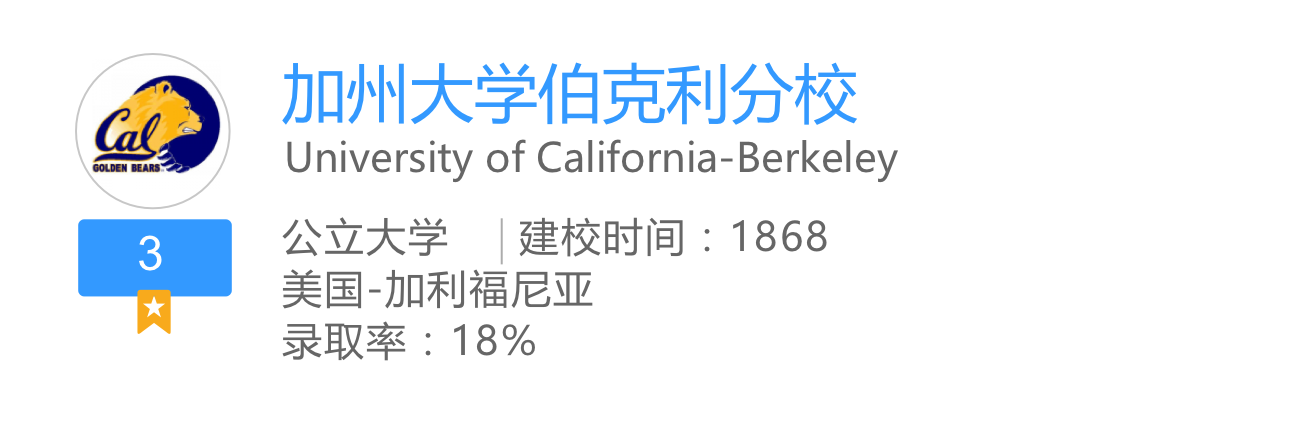 Cal
GOLDEN BEARS
加州大学伯克利分校
University of California-Berkeley
3
公立大学 | 建校时间：1868
美国-加利福尼亚
录取率：18%